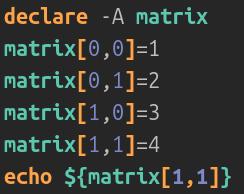 declare -A matrix
matrix[0,0]=1
matrix[0,1]=2
matrix[1,0]=3
matrix[1,1]=4
echo ${matrix[1,1]}